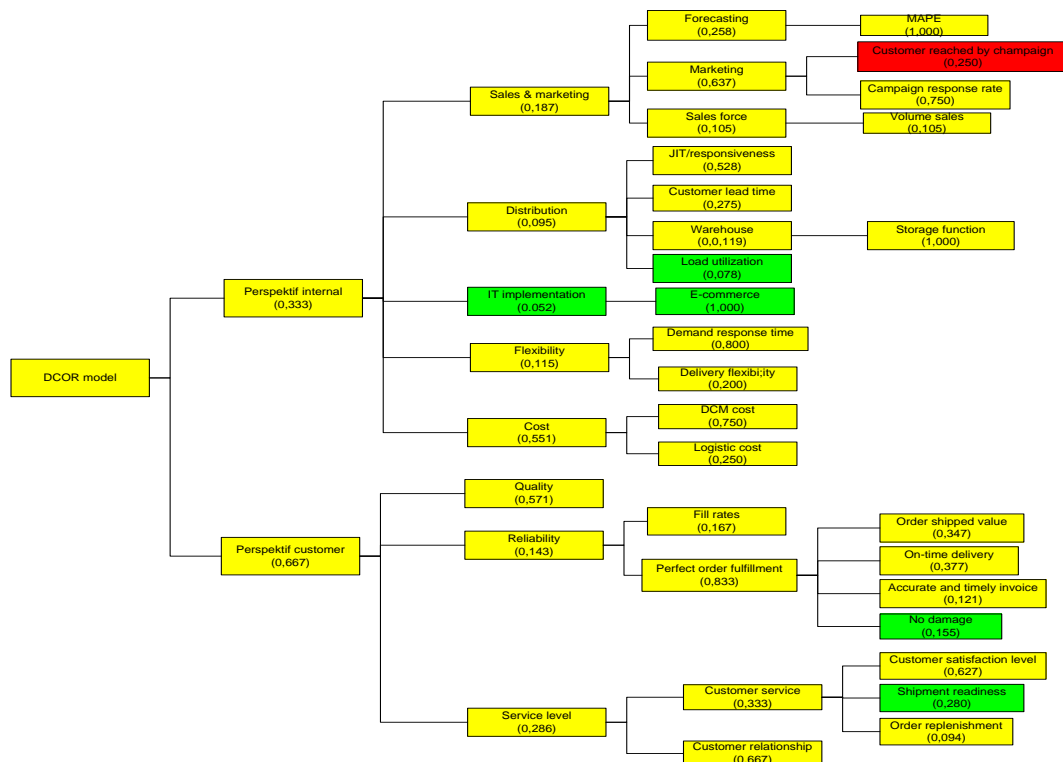 Forecasting
(0,258)
MAPE
(1,000)
Customer reached by champaign
(0,250)
Marketing
(0,637)
Sales & marketing
(0,187)
Campaign response rate
(0,750)
Sales force
(0,105)
Volume sales
(0,105)
JIT/responsiveness
(0,528)
Customer lead time
(0,275)
Distribution
(0,095)
Warehouse
(0,0,119)
Storage function
(1,000)
Load utilization
(0,078)
Perspektif internal
(0,333)
IT implementation
(0.052)
E-commerce
(1,000)
Demand response time
(0,800)
Flexibility
(0,115)
Delivery flexibi;ity
(0,200)
DCOR model
DCM cost
(0,750)
Cost
(0,551)
Logistic cost
(0,250)
Quality
(0,571)
Fill rates
(0,167)
Order shipped value
(0,347)
Reliability
(0,143)
Perspektif customer
(0,667)
On-time delivery
(0,377)
Perfect order fulfillment
(0,833)
Accurate and timely invoice
(0,121)
No damage
(0,155)
Customer satisfaction level
(0,627)
Customer service
(0,333)
Shipment readiness
(0,280)
Service level
(0,286)
Order replenishment
(0,094)
Customer relationship
(0,667)